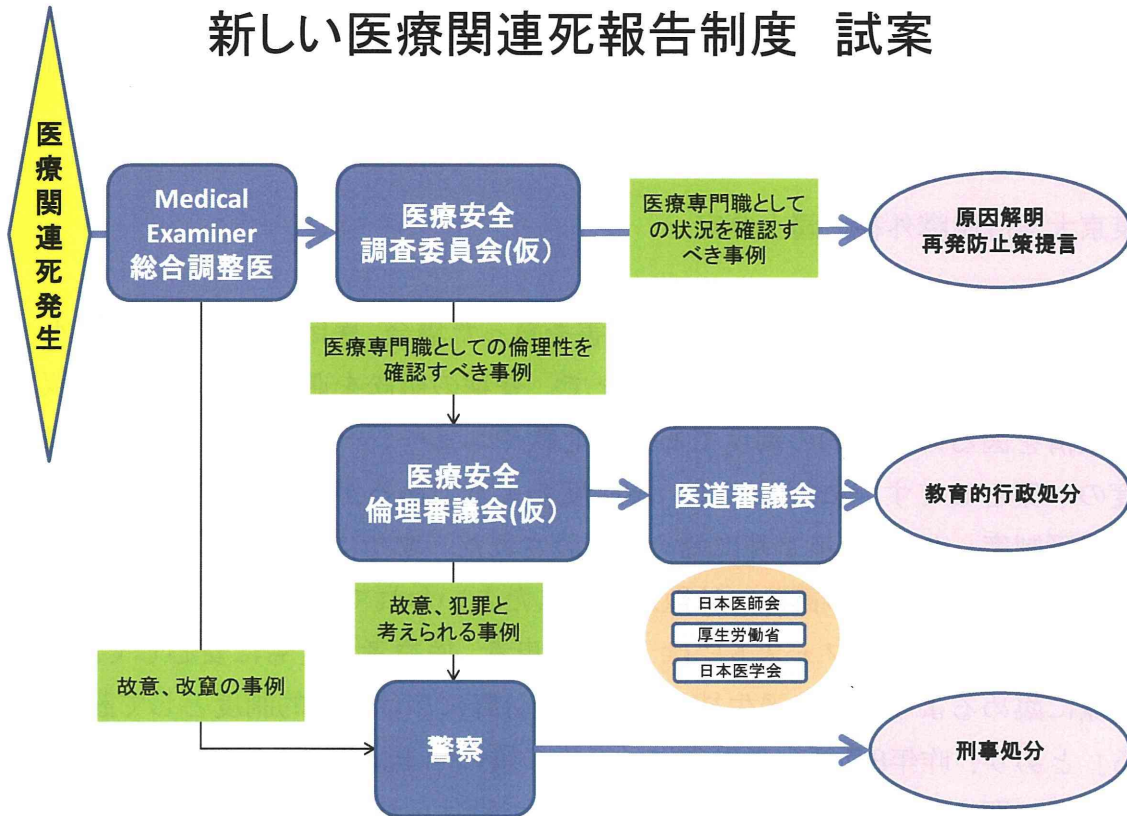 新しい医療関連死報告制度 試案
医療関連死発生
Medical
Examiner
総合調整医
医療安全
調査委員会(仮)
医療専門職として
の状況を確認す
べき事例
原因解明
再発防止策提言
医療専門職としての倫理性を
確認すべき事例
医療安全
倫理審議会(仮)
医道審議会
教育的行政処分
故意、犯罪と
考えられる事例
日本医師会
厚生労働省
日本医学会
故意、改竄の事例
警察
刑事処分